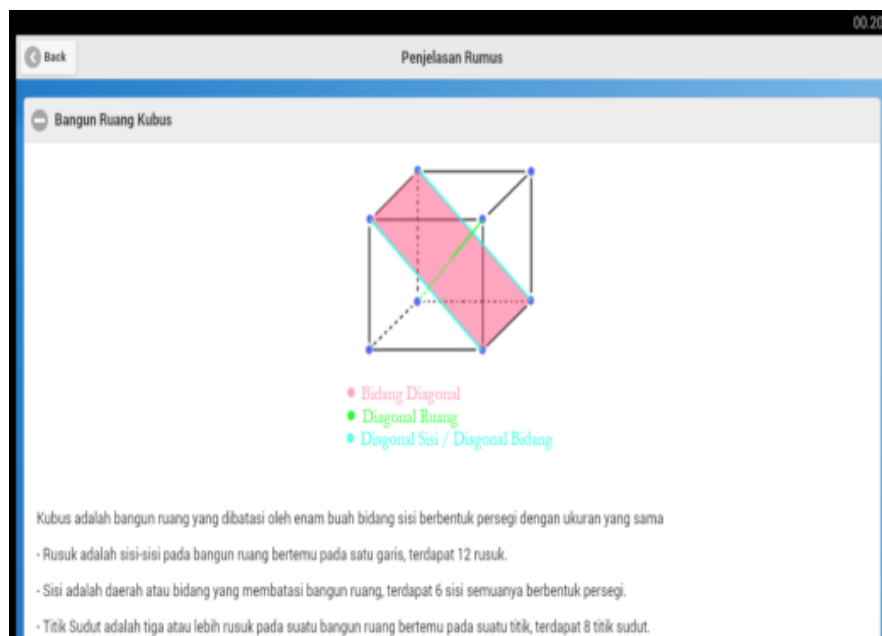 00.20
Back
Penjelasan Rumus
Bangun Ruang Kubus
Bidang Diagonal
Diagonal Ruang
Diagonal Sisi / Diagonal Bidang
Kubus adalah bangun ruang yang dibatasi oleh enam buah bidang sisi berbentuk persegi dengan ukuran yang sama
- Rusuk adalah sisi-sisi pada bangun ruang bertemu pada satu garis, terdapat 12 rusuk.
- Sisi adalah daerah atau bidang yang membatasi bangun ruang, terdapat 6 sisi semuanya berbentuk persegi.
- Titik Sudut adalah tiga atau lebih rusuk pada suatu bangun ruang bertemu pada suatu titik, terdapat 8 titik sudut.